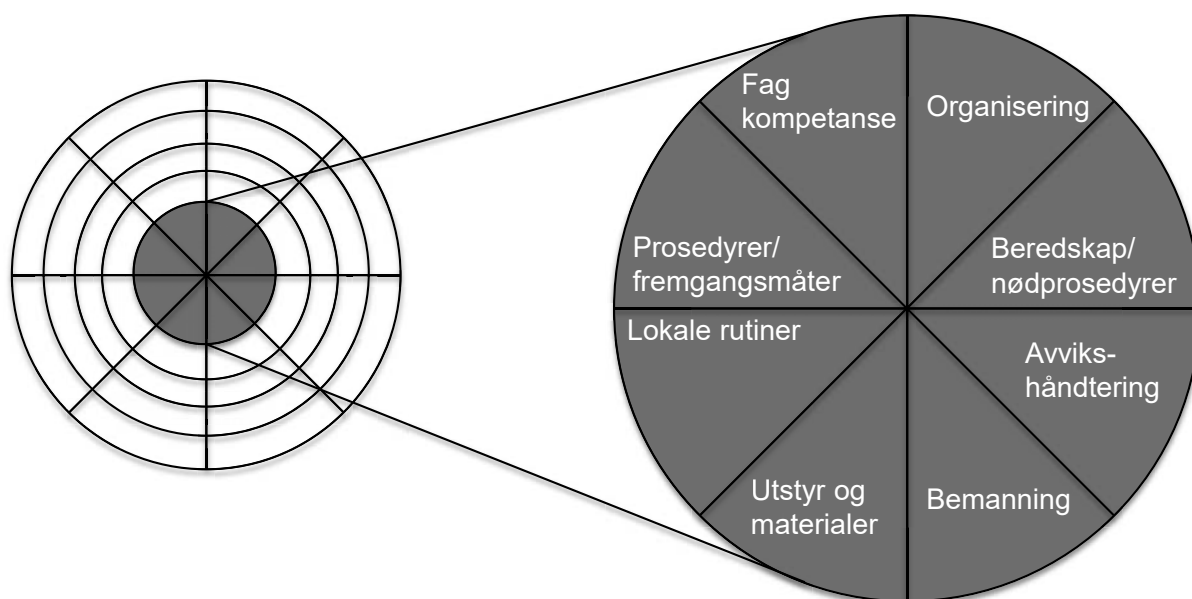 Fag
kompetanse
Organisering
Prosedyrer/
fremgangsmåter
Beredskap/
nødprosedyrer
Lokale rutiner
Avviks-
håndtering
Utstyr og
materialer
Bemanning